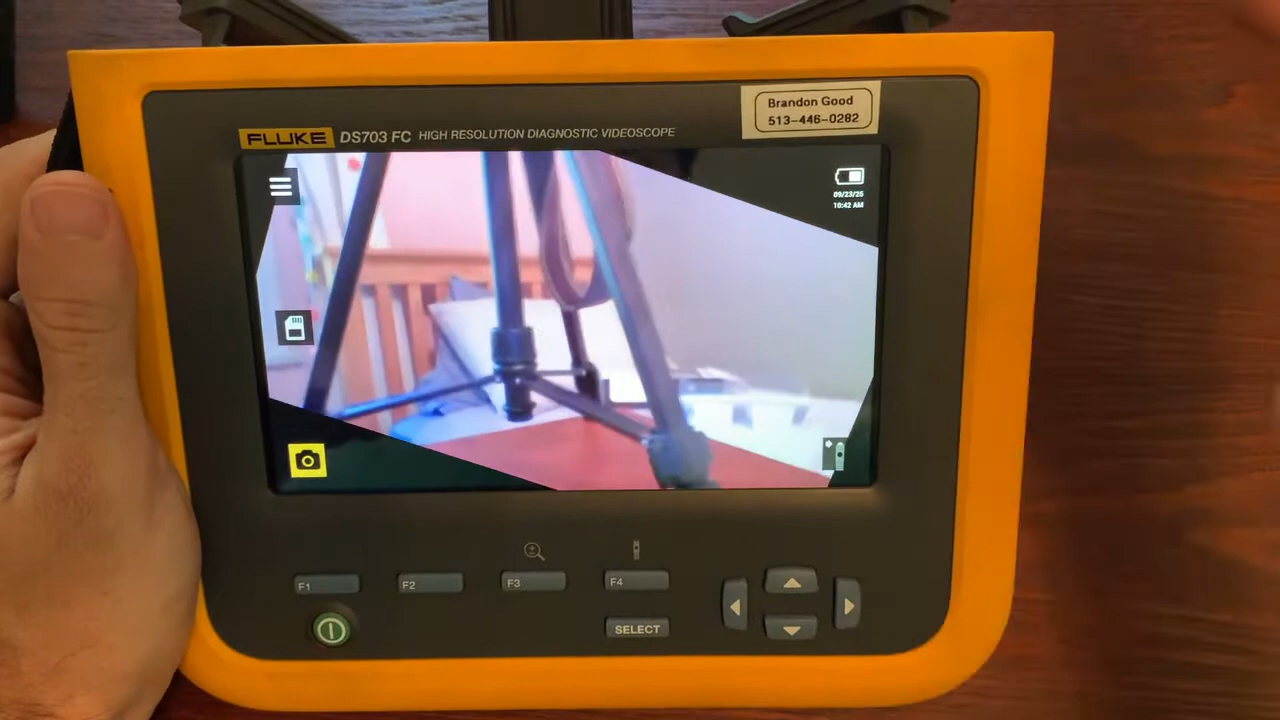 Brandon Good
513-446-0282
FLUKE DS703 FC HIGH RESOLUTION DIAGNOSTIC VIDEOSCOPE
09/23/25
10:42 AM
F1
F2
F3
F4
SELECT